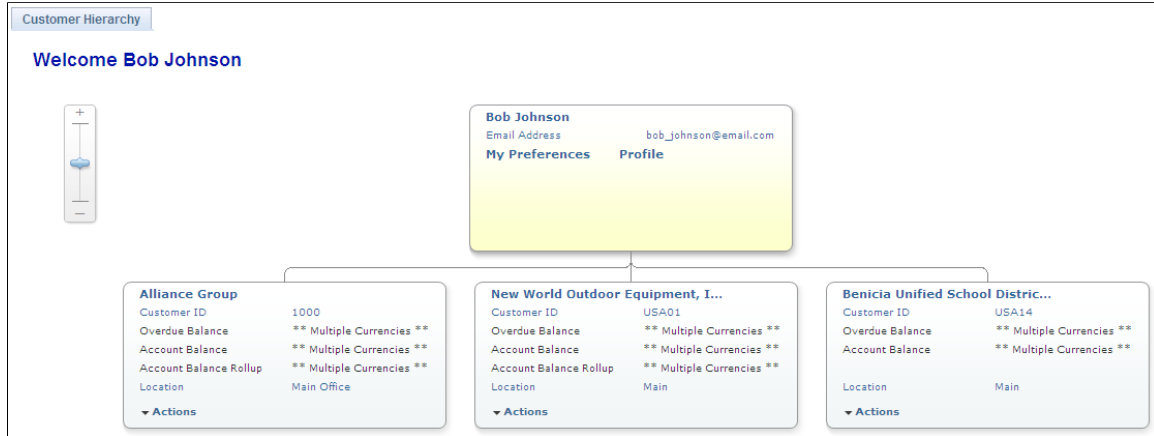 Customer Hierarchy
Welcome Bob Johnson
+
−
Bob Johnson
Email Address bob_johnson@email.com
My Preferences Profile
Alliance Group
Customer ID 1000
Overdue Balance ** Multiple Currencies **
Account Balance ** Multiple Currencies **
Account Balance Rollup ** Multiple Currencies **
Location Main Office
Actions
New World Outdoor Equipment, I...
Customer ID USA01
Overdue Balance ** Multiple Currencies **
Account Balance ** Multiple Currencies **
Account Balance Rollup ** Multiple Currencies **
Location Main
Actions
Benicia Unified School Distric...
Customer ID USA14
Overdue Balance ** Multiple Currencies **
Account Balance ** Multiple Currencies **
Location Main
Actions